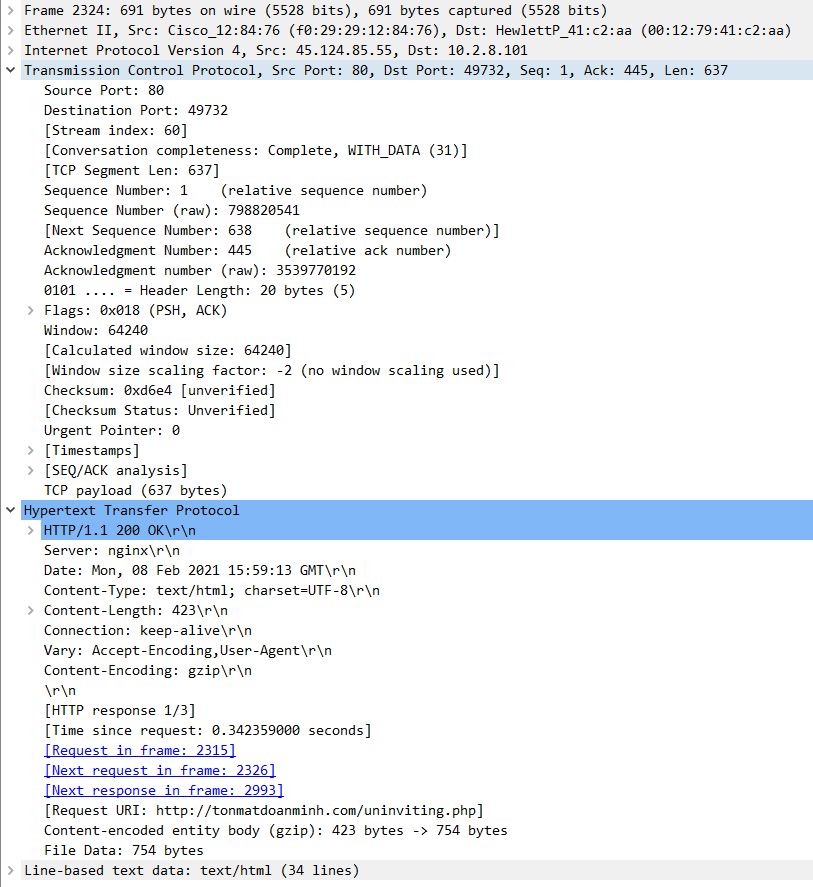 Frame 2324: 691 bytes on wire (5528 bits), 691 bytes captured (5528 bits)
Ethernet II, Src: Cisco_12:84:76 (f0:29:29:12:84:76), Dst: HewlettP_41:c2:aa (00:12:79:41:c2:aa)
Internet Protocol Version 4, Src: 45.124.85.55, Dst: 10.2.8.101
Transmission Control Protocol, Src Port: 80, Dst Port: 49732, Seq: 1, Ack: 445, Len: 637
Source Port: 80
Destination Port: 49732
[Stream index: 60]
[Conversation completeness: Complete, WITH_DATA (31)]
[TCP Segment Len: 637]
Sequence Number: 1    (relative sequence number)
Sequence Number (raw): 798820541
[Next Sequence Number: 638    (relative sequence number)]
Acknowledgment Number: 445    (relative ack number)
Acknowledgment number (raw): 3539770192
0101 .... = Header Length: 20 bytes (5)
Flags: 0x018 (PSH, ACK)
Window: 64240
[Calculated window size: 64240]
[Window size scaling factor: -2 (no window scaling used)]
Checksum: 0xd6e4 [unverified]
[Checksum Status: Unverified]
Urgent Pointer: 0
[Timestamps]
[SEQ/ACK analysis]
TCP payload (637 bytes)
Hypertext Transfer Protocol
HTTP/1.1 200 OK\r\n
Server: nginx\r\n
Date: Mon, 08 Feb 2021 15:59:13 GMT\r\n
Content-Type: text/html; charset=UTF-8\r\n
Content-Length: 423\r\n
Connection: keep-alive\r\n
Vary: Accept-Encoding,User-Agent\r\n
Content-Encoding: gzip\r\n
\r\n
[HTTP response 1/3]
[Time since request: 0.342359000 seconds]
[Request in frame: 2315]
[Next request in frame: 2326]
[Next response in frame: 2993]
[Request URI: http://tonmatdoanminh.com/uninviting.php]
Content-encoded entity body (gzip): 423 bytes -> 754 bytes
File Data: 754 bytes
Line-based text data: text/html (34 lines)